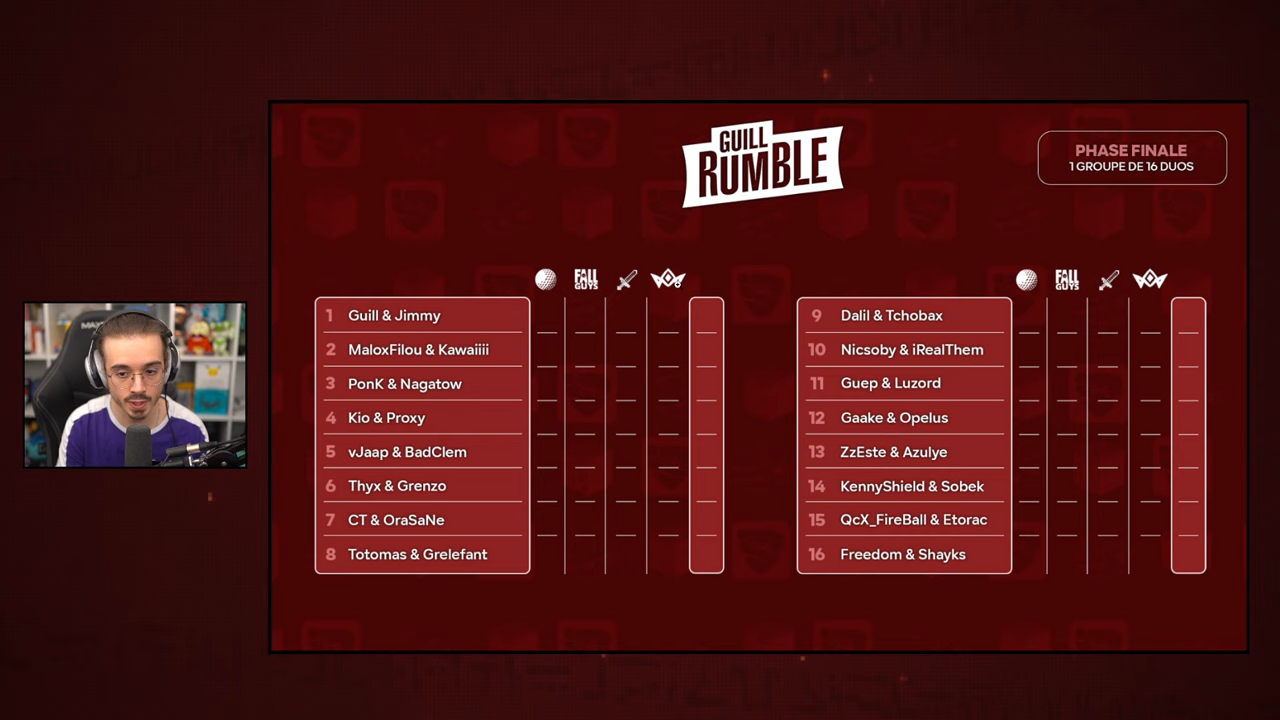 GUILL
RUMBLE
PHASE FINALE
1 GROUPE DE 16 DUOS
FALL
GUYS
FALL
GUYS
1 Guill & Jimmy
2 MaloxFilou & Kawaiiii
3 PonK & Nagatow
4 Kio & Proxy
5 vJaap & BadClem
6 Thyx & Grenzo
7 CT & OraSaNe
8 Totomas & Grelefant
9 Dalil & Tchobax
10 Nicsoby & iRealThem
11 Guep & Luzord
12 Gaake & Opelus
13 ZzEste & Azulye
14 KennyShield & Sobek
15 QcX_FireBall & Etorac
16 Freedom & Shayks